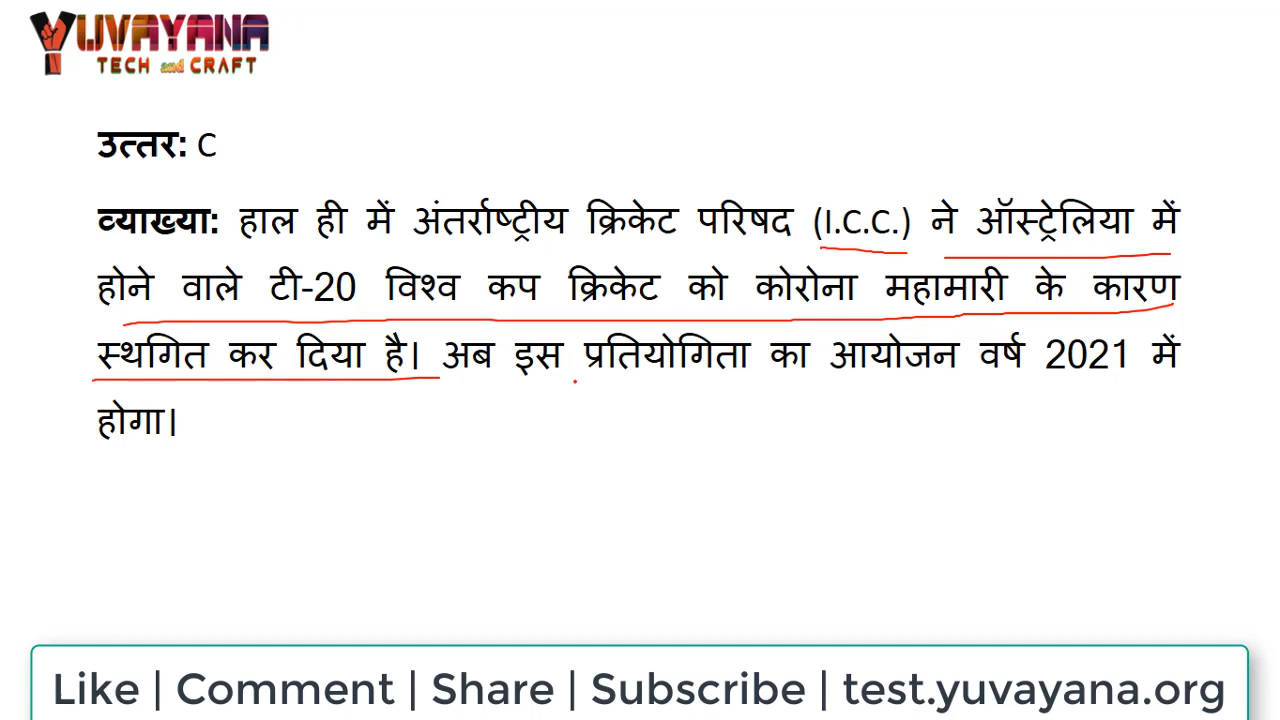 YUVAYANA
TECH and CRAFT
उत्तर: C
व्याख्या: हाल ही में अंतर्राष्ट्रीय क्रिकेट परिषद (I.C.C.) ने ऑस्ट्रेलिया में
होने वाले टी-20 विश्व कप क्रिकेट को कोरोना महामारी के कारण
स्थगित कर दिया है। अब इस प्रतियोगिता का आयोजन वर्ष 2021 में
होगा।
Like | Comment | Share | Subscribe | test.yuvayana.org